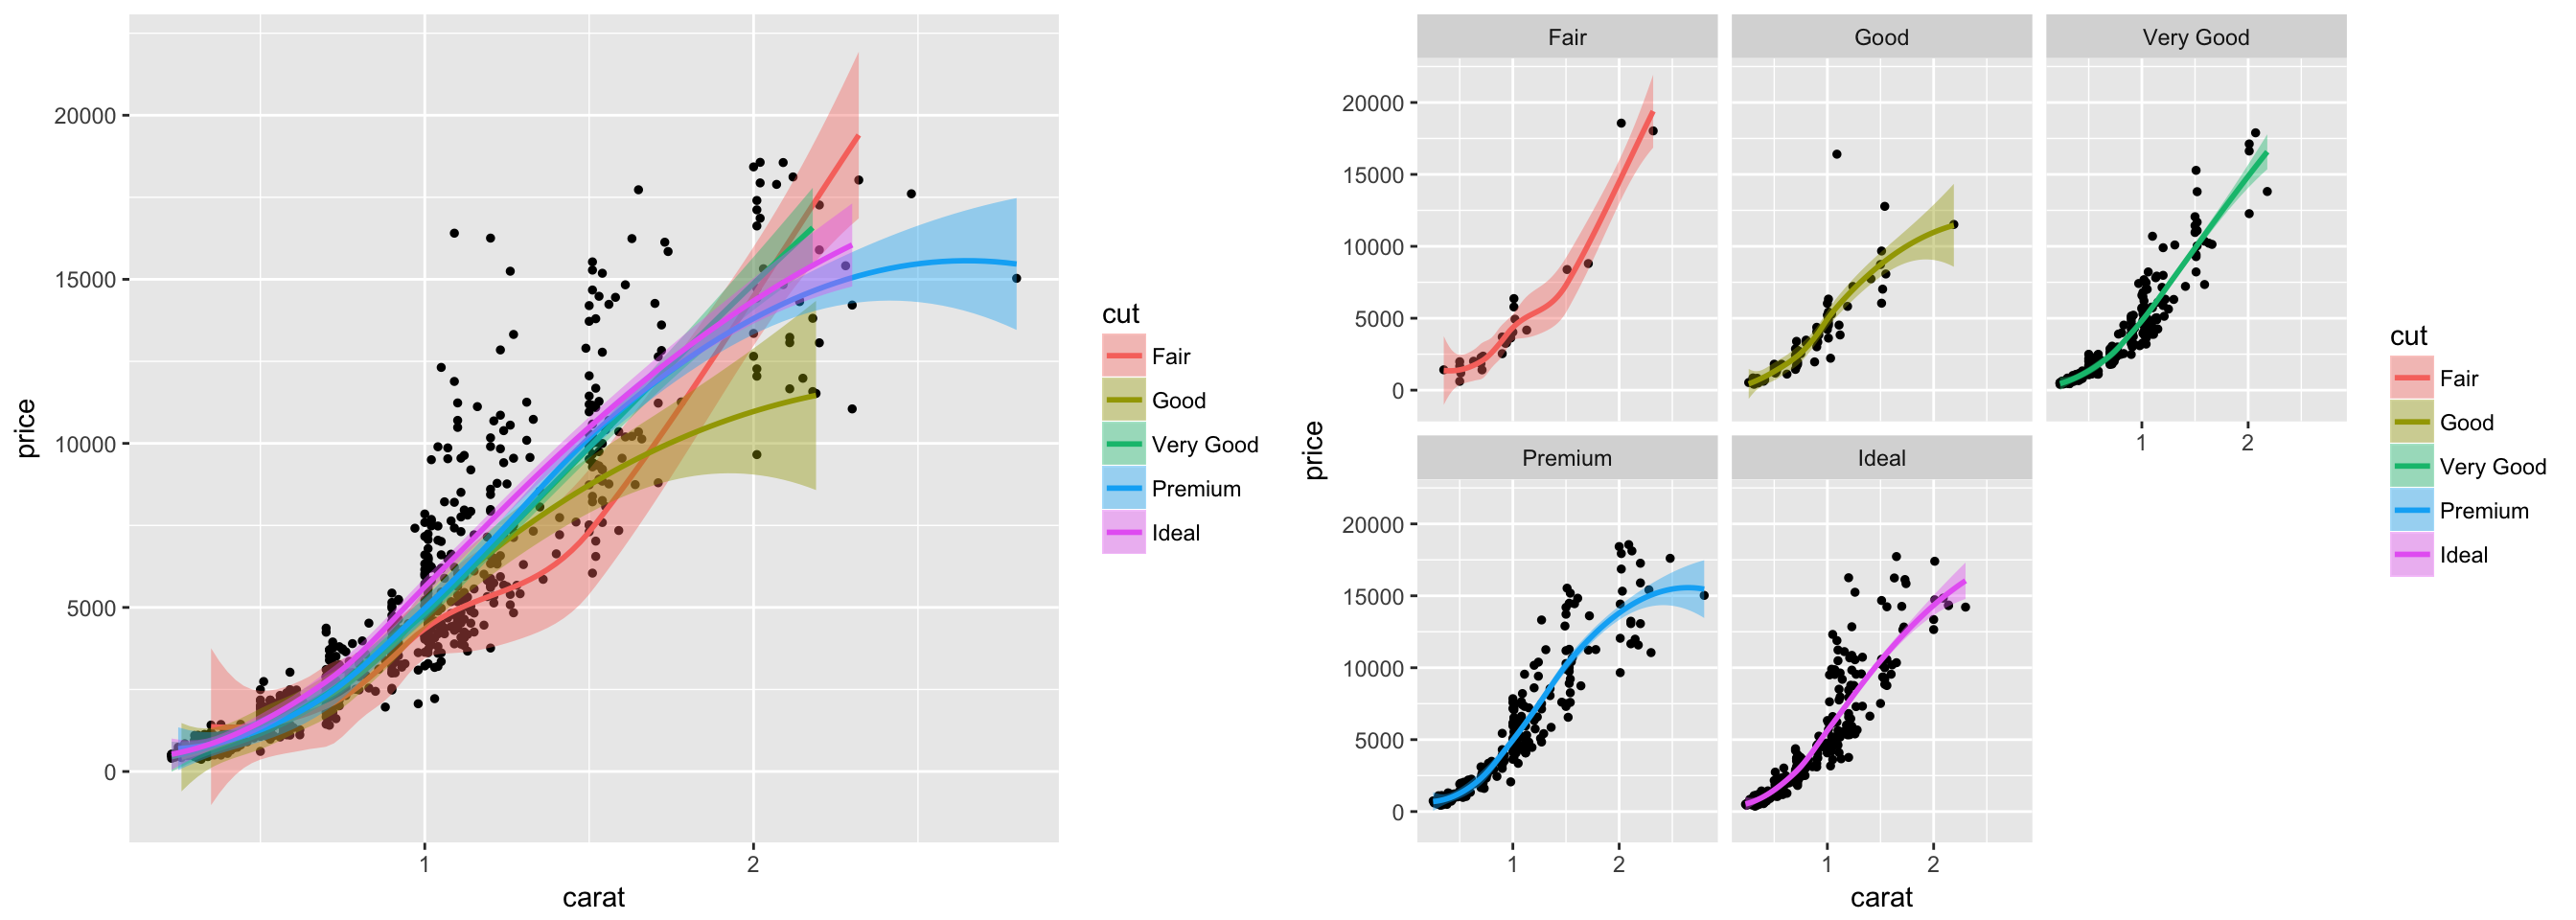 20000
15000
10000
5000
0
price
1 2
carat
cut
Fair
Good
Very Good
Premium
Ideal
Fair Good Very Good
20000
15000
10000
5000
0
1 2
price
Premium Ideal
20000
15000
10000
5000
0
1 2 1 2
carat
cut
Fair
Good
Very Good
Premium
Ideal